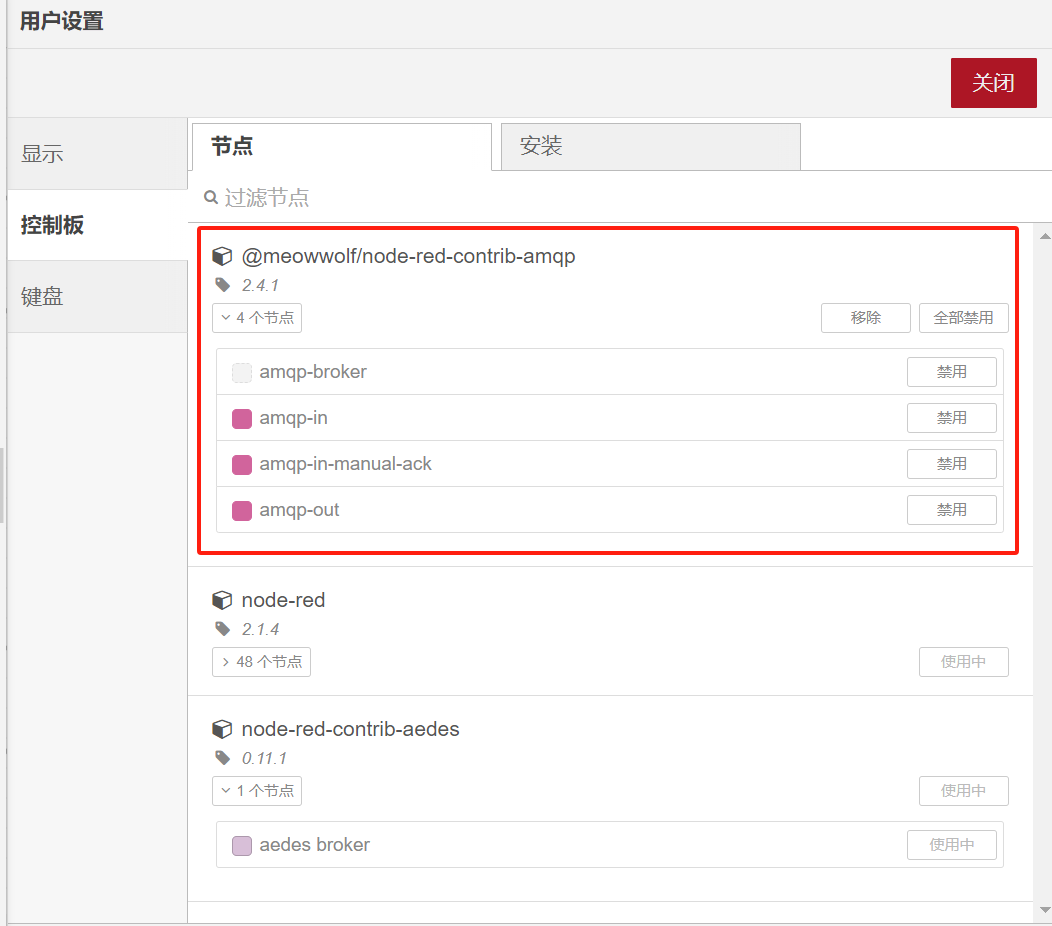 用户设置
关闭
显示
控制板
键盘
节点
安装
过滤节点
@meowwolf/node-red-contrib-amqp
2.4.1
4 个节点
移除
全部禁用
amqp-broker
禁用
amqp-in
禁用
amqp-in-manual-ack
禁用
amqp-out
禁用
node-red
2.1.4
48 个节点
使用中
node-red-contrib-aedes
0.11.1
1 个节点
使用中
aedes broker
使用中